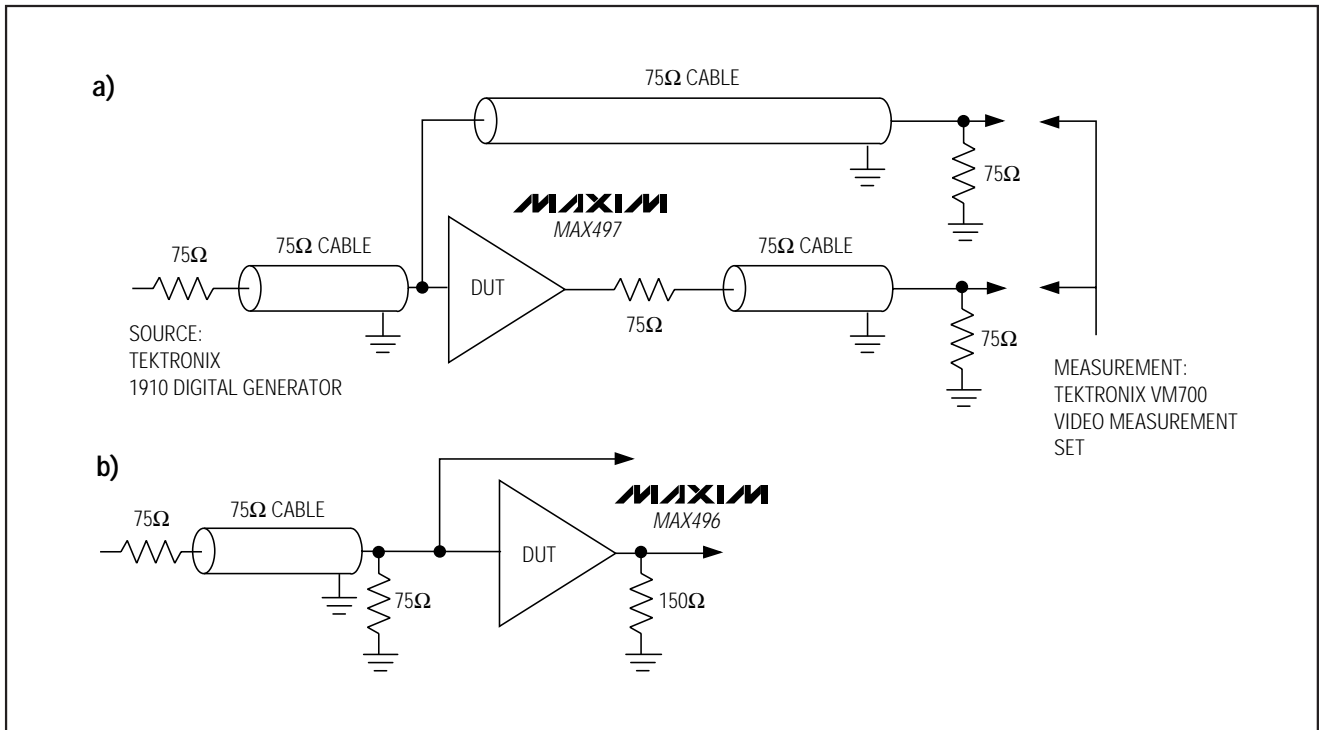 a)
75Ω CABLE
75Ω
MAXIM
MAX497
75Ω
75Ω CABLE
DUT
75Ω CABLE
75Ω
75Ω
SOURCE:
TEKTRONIX
1910 DIGITAL GENERATOR
MEASUREMENT:
TEKTRONIX VM700
VIDEO MEASUREMENT
SET
b)
MAXIM
MAX496
75Ω
75Ω CABLE
DUT
75Ω
150Ω